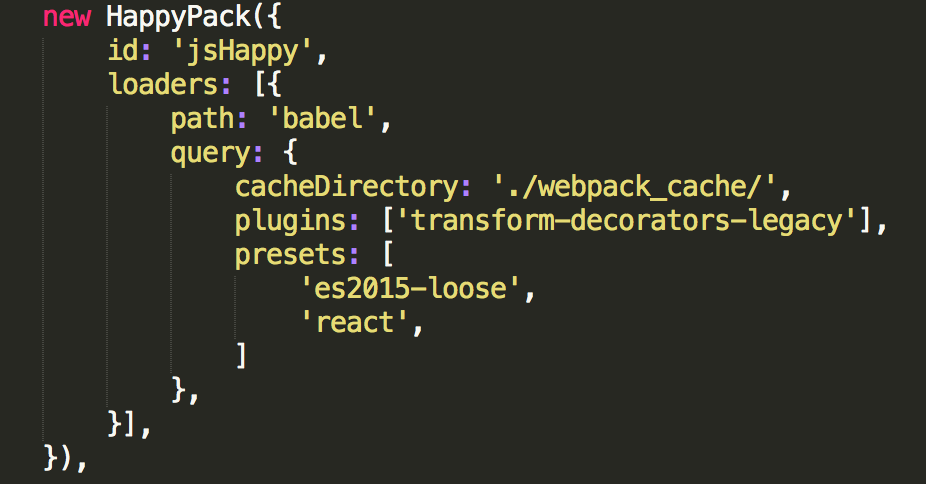 new HappyPack({
    id: 'jsHappy',
    loaders: [{
        path: 'babel',
        query: {
            cacheDirectory: './webpack_cache/',
            plugins: ['transform-decorators-legacy'],
            presets: [
                'es2015-loose',
                'react',
            ]
        },
    }],
}),